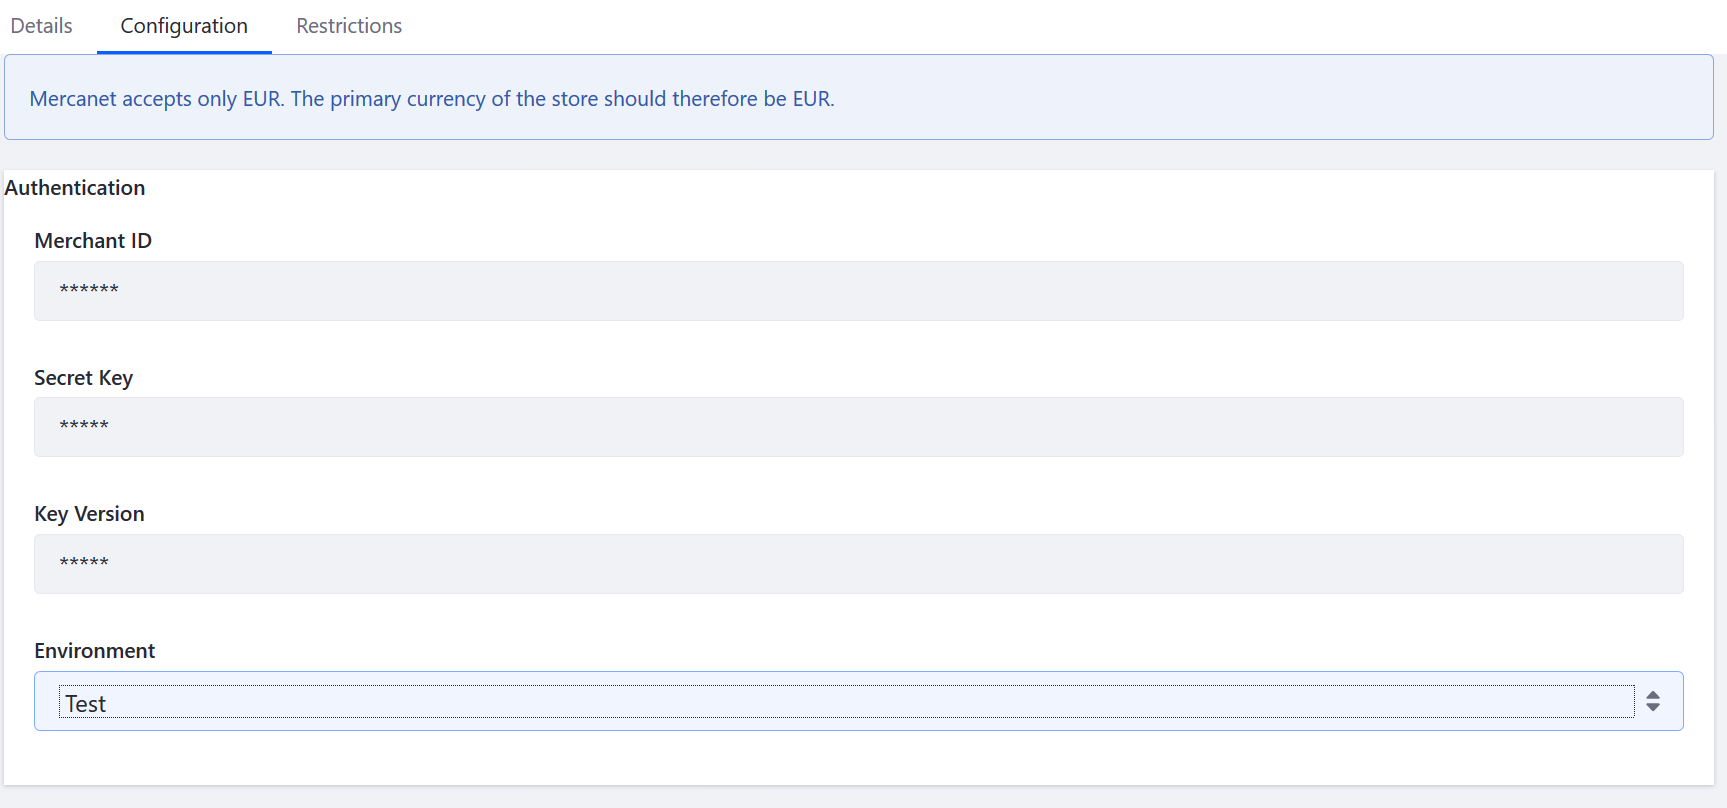 Details Configuration Restrictions
Mercanet accepts only EUR. The primary currency of the store should therefore be EUR.
Authentication
Merchant ID
******
Secret Key
*****
Key Version
*****
Environment
Test